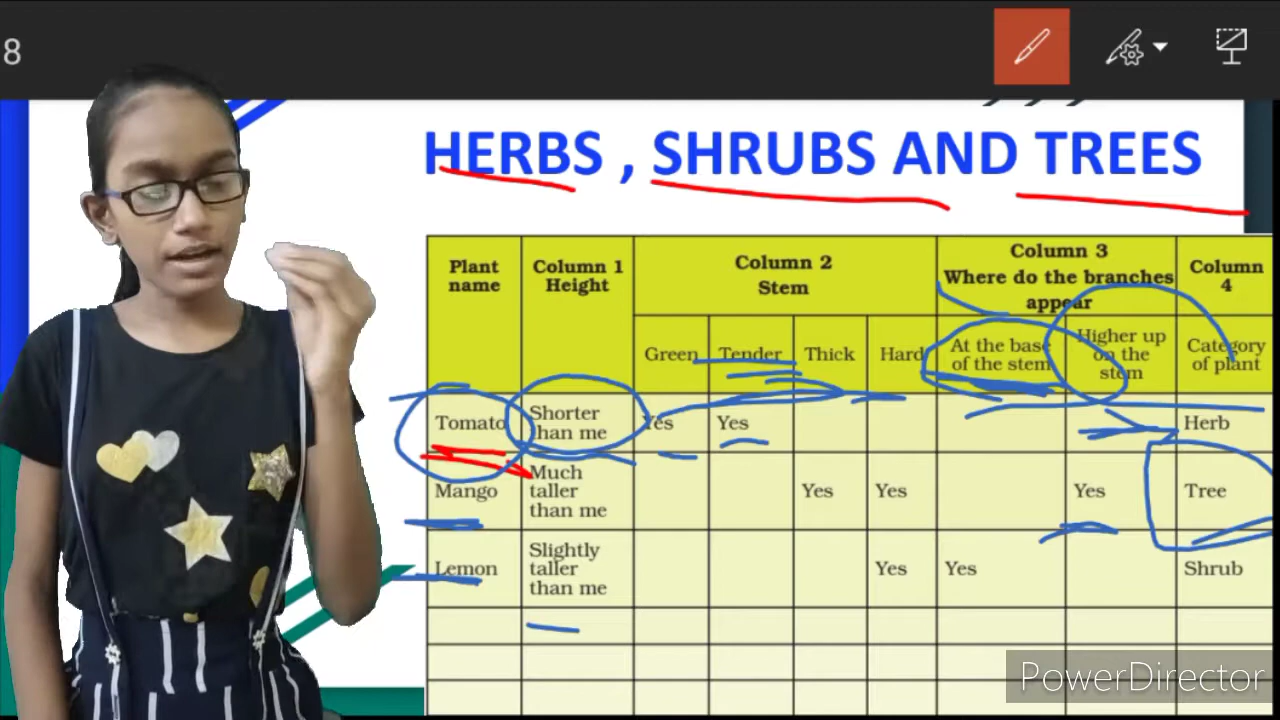 8
HERBS , SHRUBS AND TREES
Plant name
Column 1 Height
Column 2 Stem
Column 3 Where do the branches appear
Column 4
Green
Tender
Thick
Hard
At the base of the stem
Higher up on the stem
Category of plant
Tomato
Shorter than me
Yes
Yes
Herb
Mango
Much taller than me
Yes
Yes
Yes
Tree
Lemon
Slightly taller than me
Yes
Yes
Shrub
PowerDirector